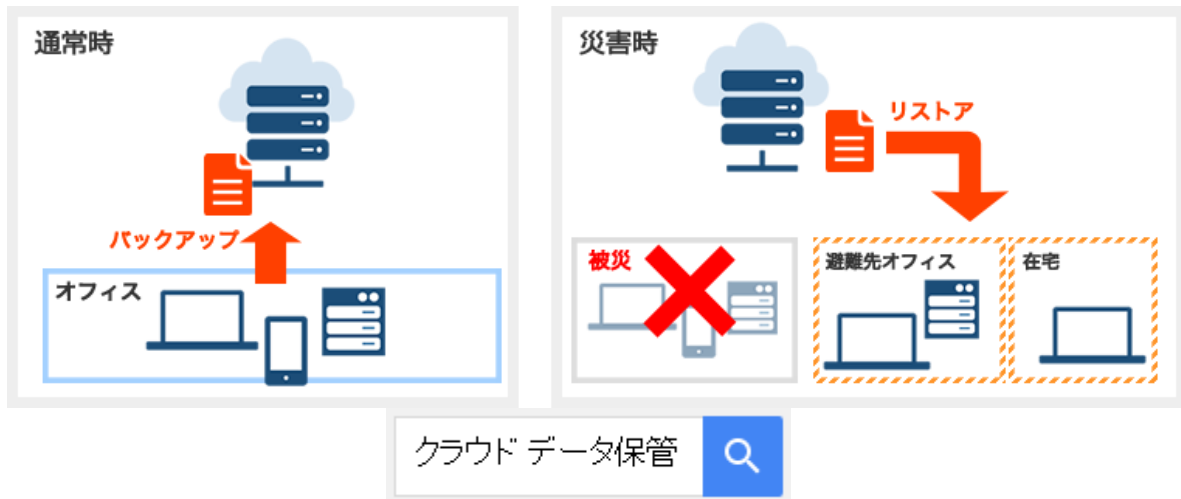 通常時
バックアップ
オフィス
災害時
リストア
被災
避難先オフィス
在宅
クラウド データ保管